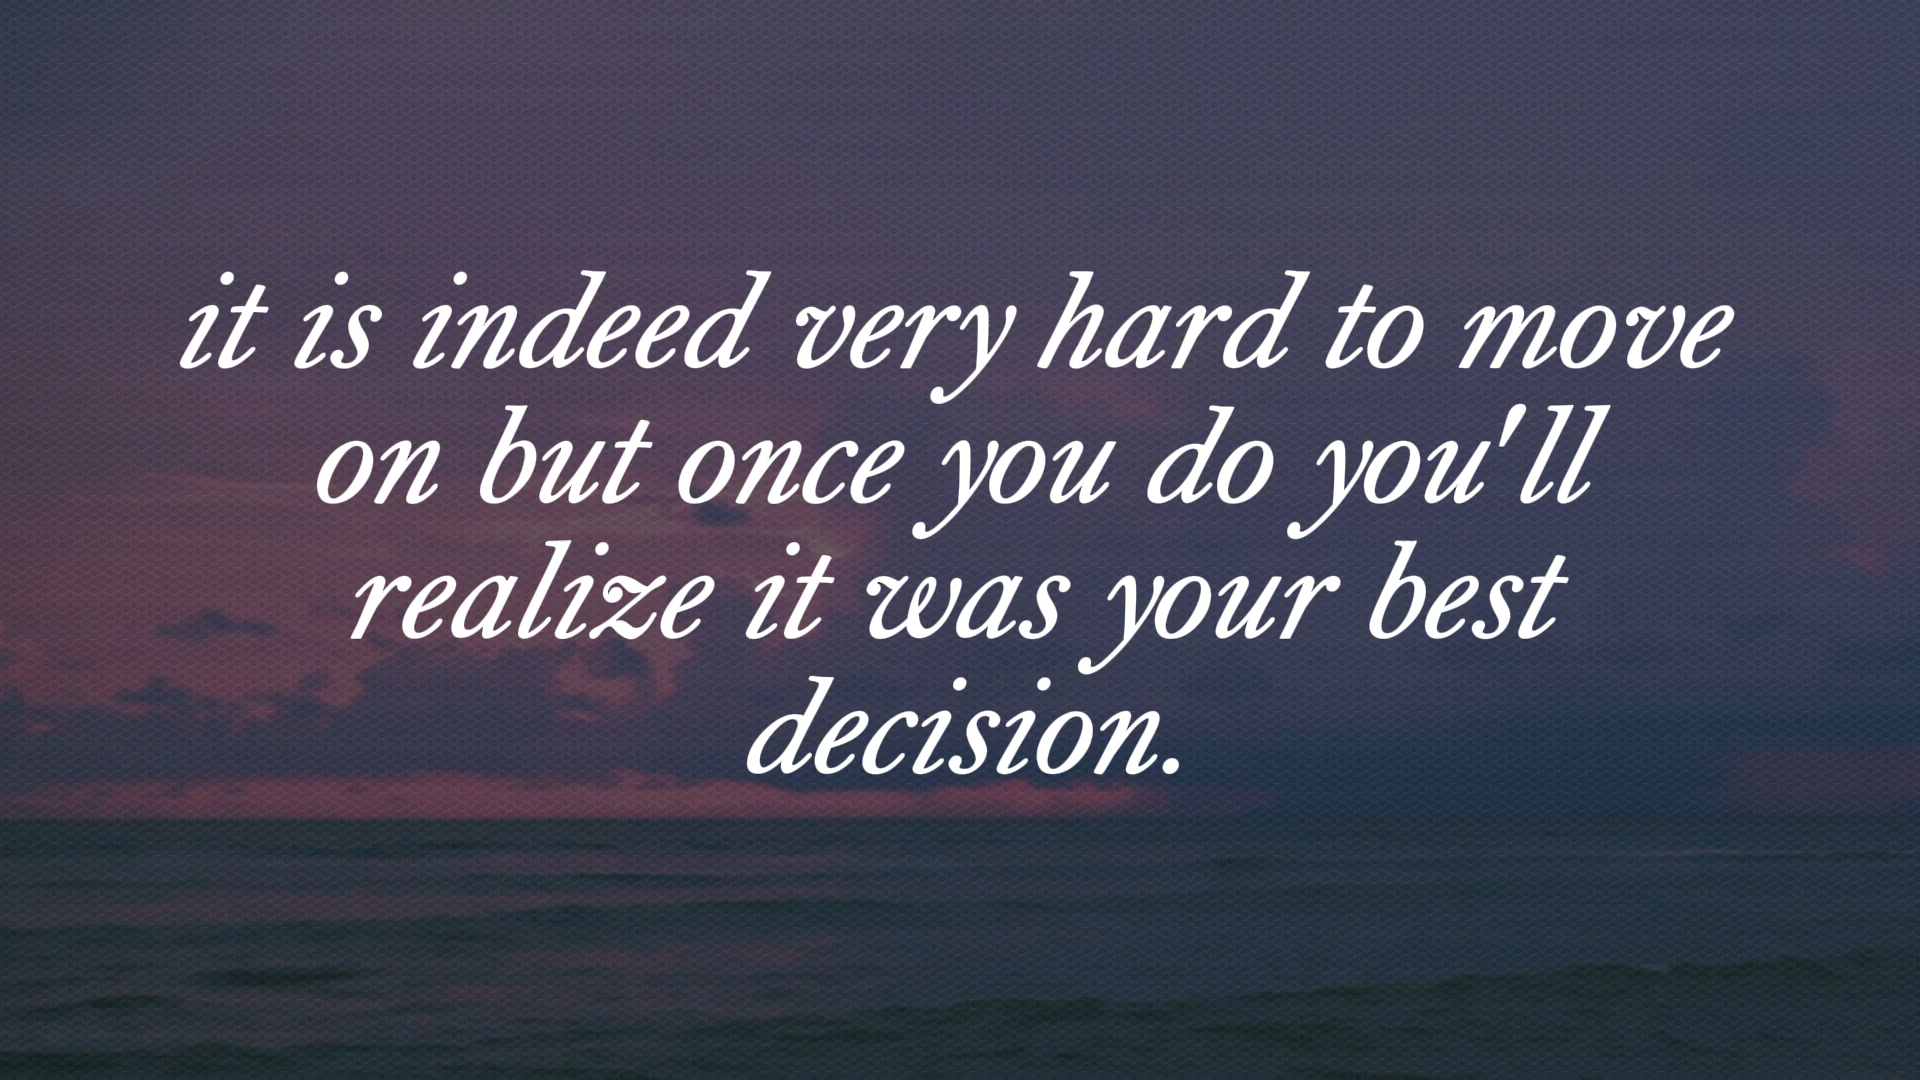 it is indeed very hard to move
on but once you do you'll
realize it was your best
decision.